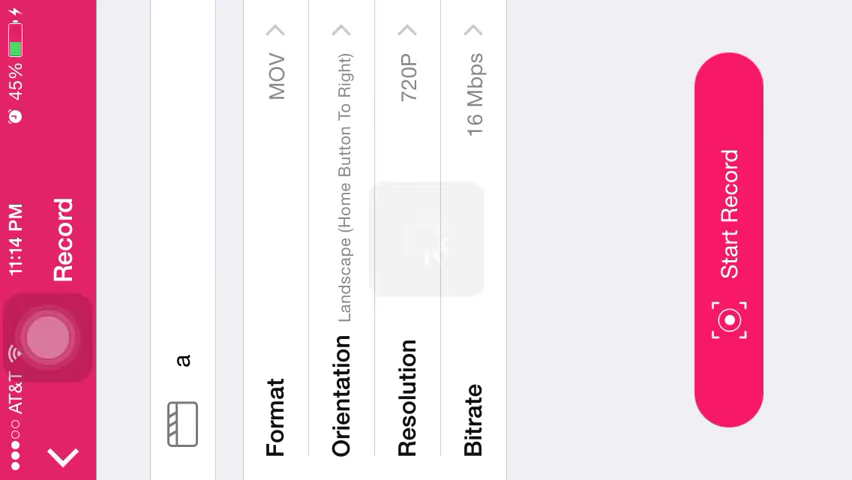 AT&T 11:14 PM 45%
Record
a
Format MOV
Orientation Landscape (Home Button To Right)
Resolution 720P
Bitrate 16 Mbps
Start Record